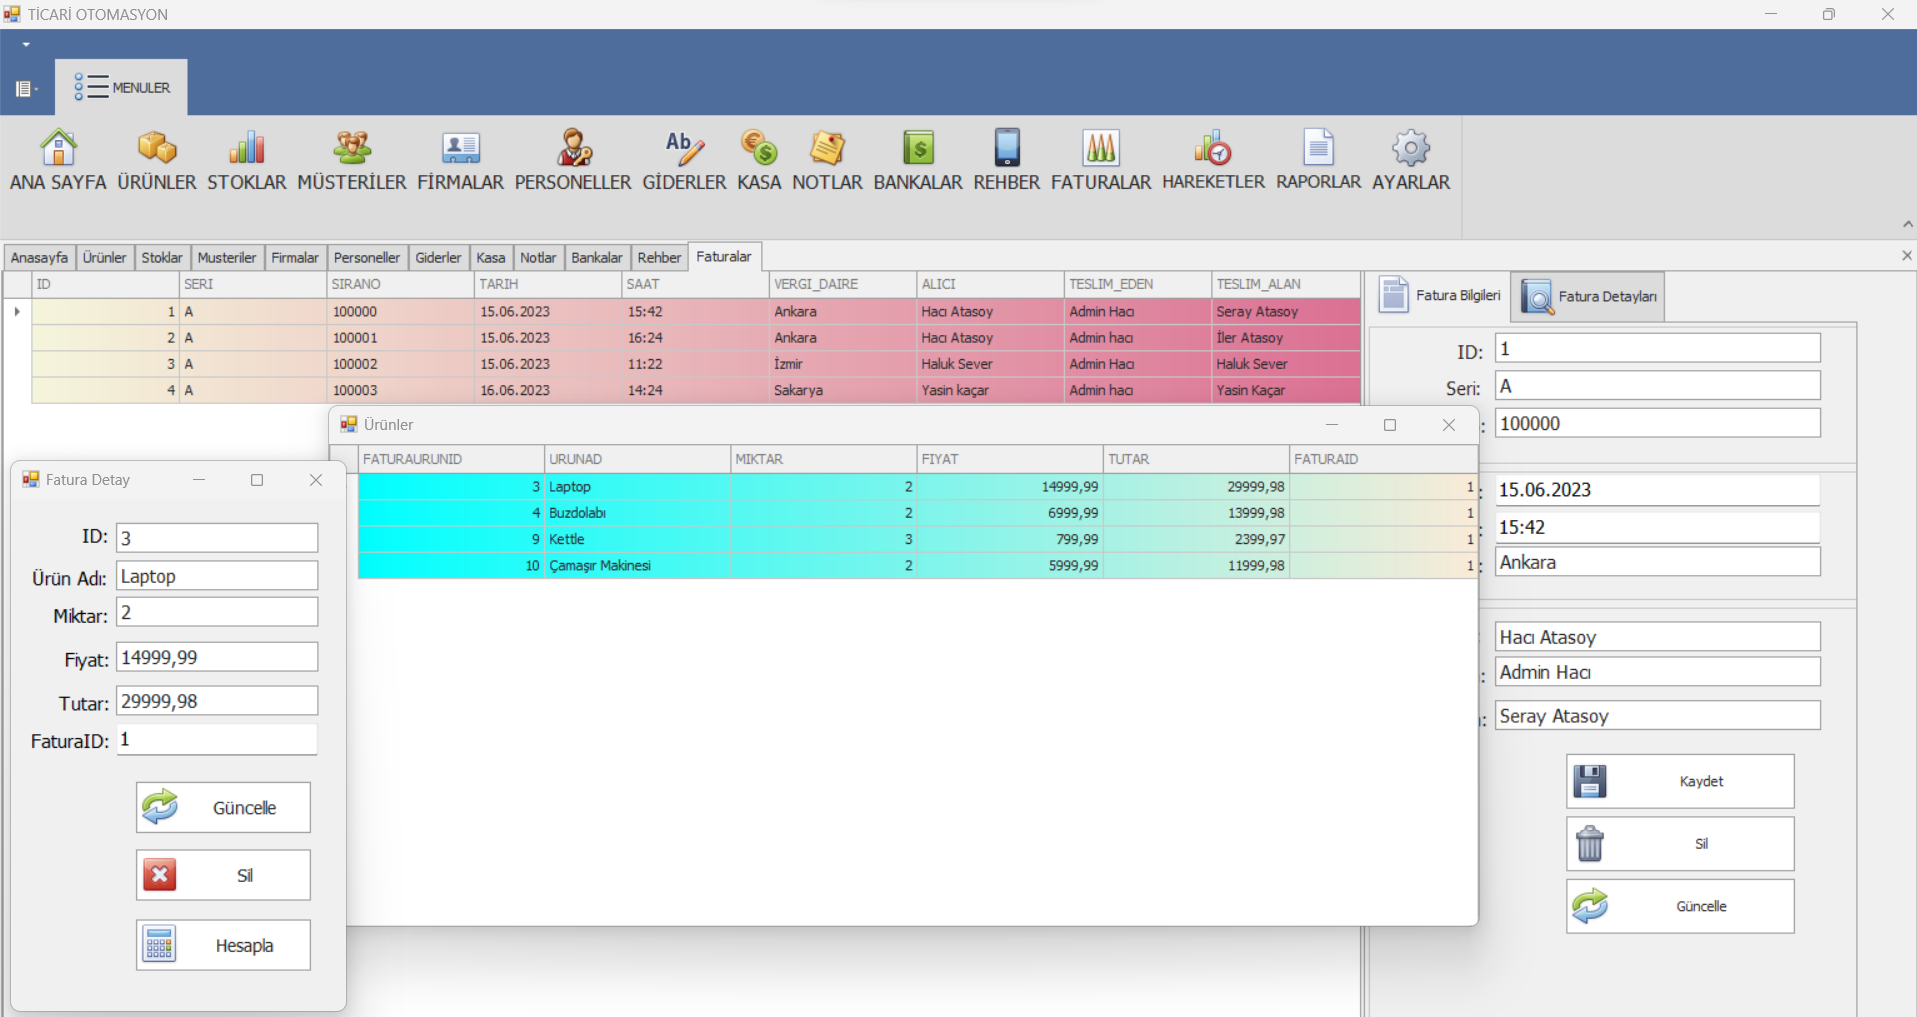 TİCARİ OTOMASYON
MENULER
ANA SAYFA ÜRÜNLER STOKLAR MÜSTERİLER FİRMALAR PERSONELLER GİDERLER KASA NOTLAR BANKALAR REHBER FATURALAR HAREKETLER RAPORLAR AYARLAR
Anasayfa Ürünler Stoklar Musteriler Firmalar Personeller Giderler Kasa Notlar Bankalar Rehber Faturalar
ID SERI SIRANO TARIH SAAT VERGI_DAIRE ALICI TESLIM_EDEN TESLIM_ALAN
1 A 100000 15.06.2023 15:42 Ankara Hacı Atasoy Admin Hacı Seray Atasoy
2 A 100001 15.06.2023 16:24 Ankara Hacı Atasoy Admin hacı İler Atasoy
3 A 100002 15.06.2023 11:22 İzmir Haluk Sever Admin Hacı Haluk Sever
4 A 100003 16.06.2023 14:24 Sakarya Yasin kaçar Admin hacı Yasin Kaçar
Ürünler
FATURAURUNID URUNAD MIKTAR FIYAT TUTAR FATURAID
3 Laptop 2 14999,99 29999,98 1
4 Buzdolabı 2 6999,99 13999,98 1
9 Kettle 3 799,99 2399,97 1
10 Çamaşır Makinesi 2 5999,99 11999,98 1
Fatura Detay
ID: 3
Ürün Adı: Laptop
Miktar: 2
Fiyat: 14999,99
Tutar: 29999,98
FaturaID: 1
Güncelle
Sil
Hesapla
Fatura Bilgileri Fatura Detayları
ID: 1
Seri: A
: 100000
: 15.06.2023
: 15:42
: Ankara
: Hacı Atasoy
: Admin Hacı
: Seray Atasoy
Kaydet
Sil
Güncelle